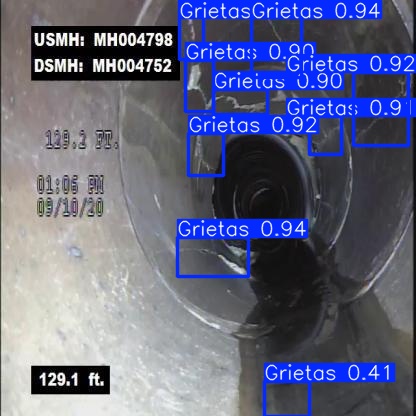 Grietas Grietas 0.94
USMH: MH004798
Grietas 0.90
DSMH: MH004752
Grietas 0.92
Grietas 0.90
Grietas 0.91
Grietas 0.92
129.2 FT.
01:06 PM
09/10/20
Grietas 0.94
129.1 ft.
Grietas 0.41